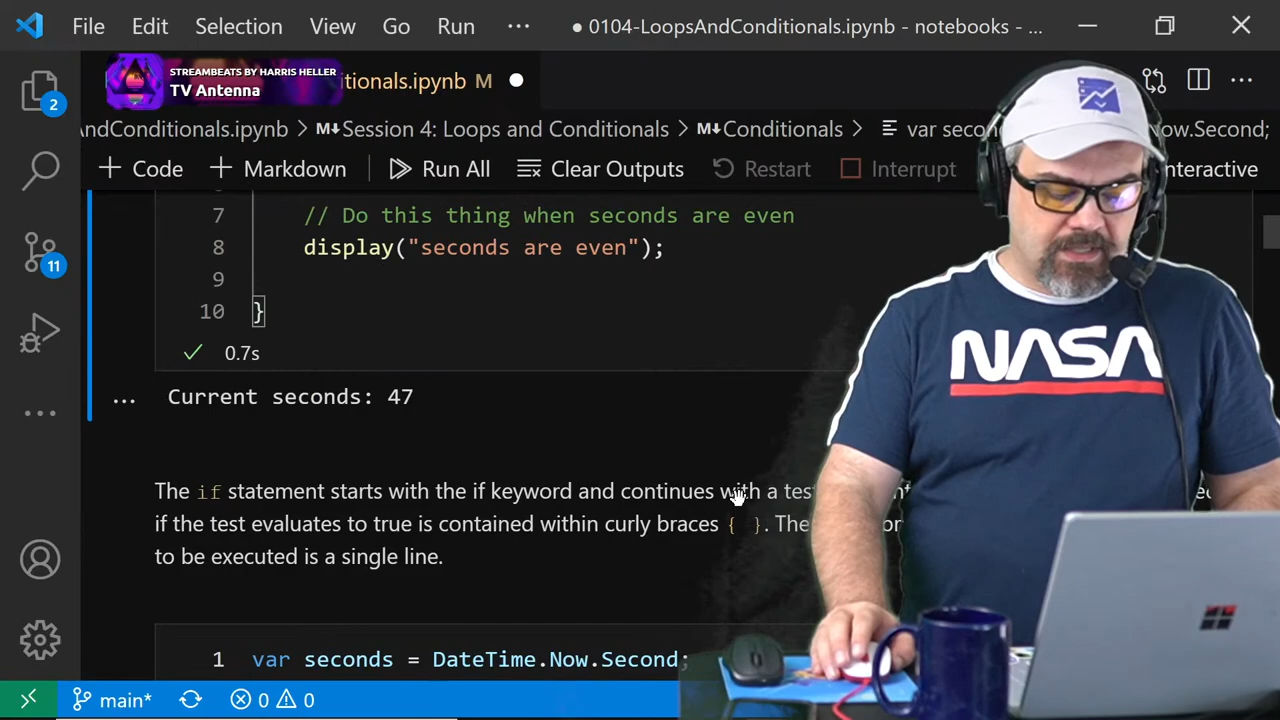 File Edit Selection View Go Run ··· ● 0104-LoopsAndConditionals.ipynb - notebooks - ...
STREAMBEATS BY HARRIS HELLER
TV Antenna
itionals.ipynb M
AndConditionals.ipynb > M↓Session 4: Loops and Conditionals > M↓Conditionals > var Now.Second;
+ Code + Markdown Run All Clear Outputs Restart Interrupt
7 // Do this thing when seconds are even
8 display("seconds are even");
9
10 }
0.7s
... Current seconds: 47
The if statement starts with the if keyword and continues with a test
if the test evaluates to true is contained within curly braces { }. The
to be executed is a single line.
1 var seconds = DateTime.Now.Second;
2
11
main* 0 0
NASA